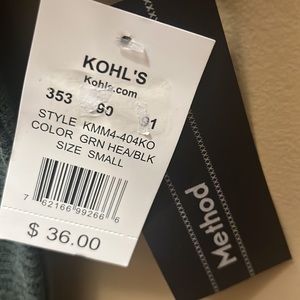 KOHL'S
Kohls.com
353 90 91
STYLE KMM4-404KO
COLOR GRN HEA/BLK
SIZE SMALL
7 62166 99266 6
$ 36.00
Method